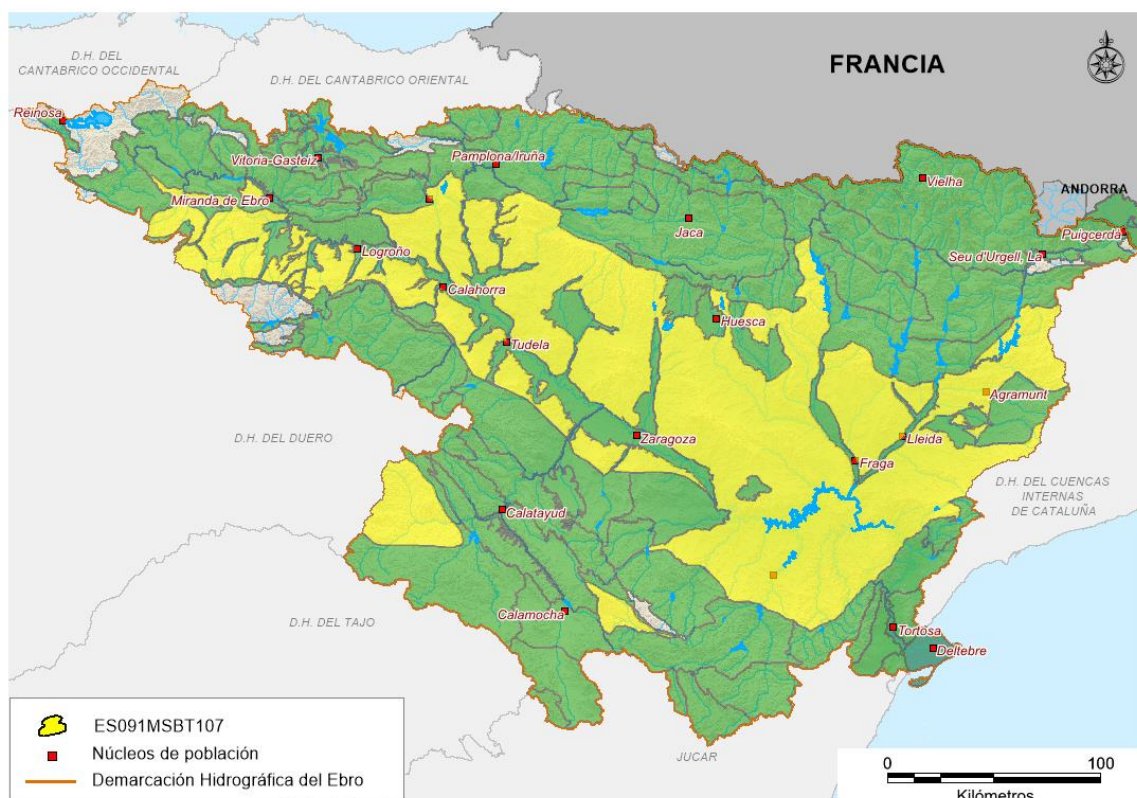 D.H. DEL
CANTABRICO OCCIDENTAL
D.H. DEL CANTABRICO ORIENTAL
FRANCIA
Reinosa
Vitoria-Gasteiz
Pamplona/Iruña
Vielha
ANDORRA
Miranda de Ebro
Jaca
Puigcerdà
Seu d'Urgell, La
Logroño
Calahorra
Huesca
Tudela
Agramunt
D.H. DEL DUERO
Zaragoza
Lleida
Fraga
D.H. DEL CUENCAS
INTERNAS
DE CATALUÑA
Calatayud
Calamocha
D.H. DEL TAJO
Tortosa
Deltebre
JUCAR
ES091MSBT107
Núcleos de población
Demarcación Hidrográfica del Ebro
0 100
Kilómetros